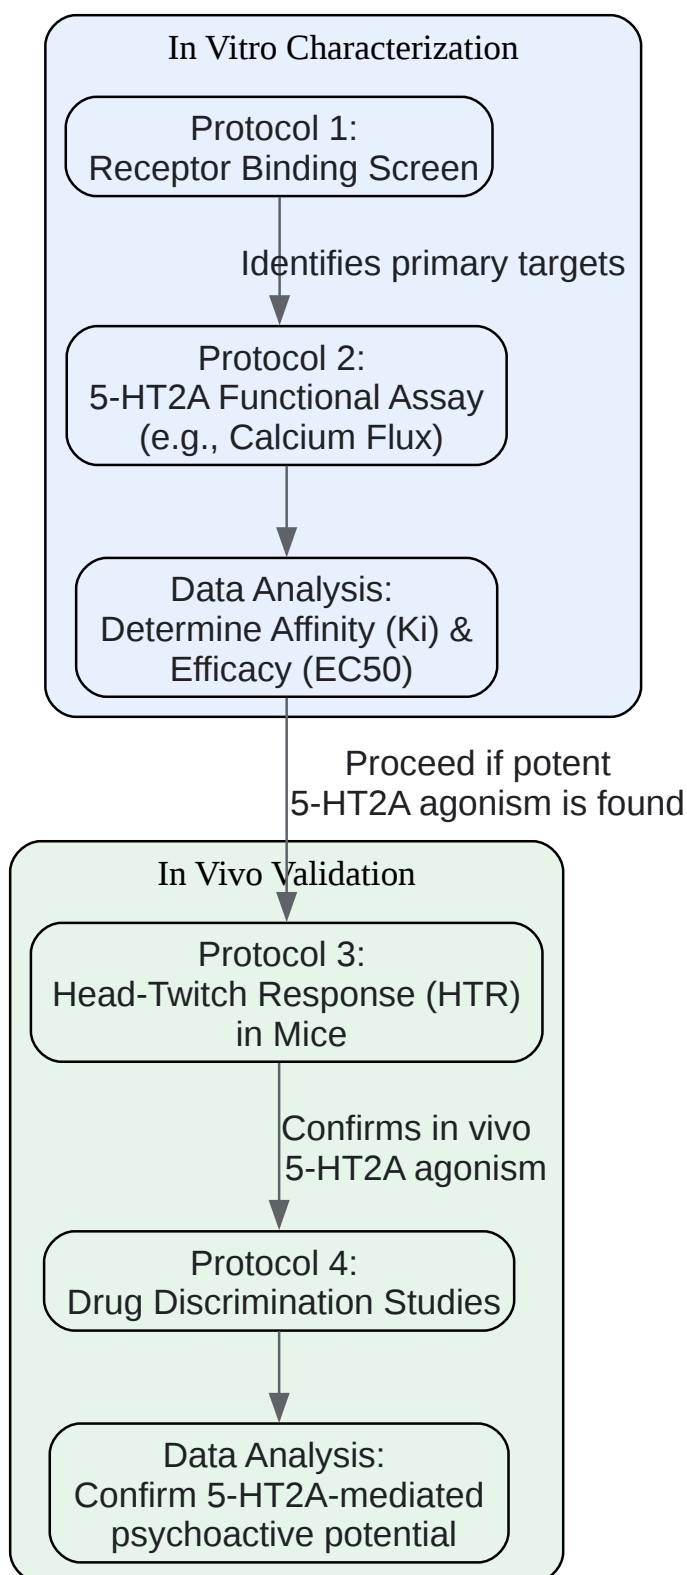 In Vitro Characterization
Protocol 1:
Receptor Binding Screen
Identifies primary targets
Protocol 2:
5-HT2A Functional Assay
(e.g., Calcium Flux)
Data Analysis:
Determine Affinity (Ki) &
Efficacy (EC50)
Proceed if potent
5-HT2A agonism is found
In Vivo Validation
Protocol 3:
Head-Twitch Response (HTR)
in Mice
Confirms in vivo
5-HT2A agonism
Protocol 4:
Drug Discrimination Studies
Data Analysis:
Confirm 5-HT2A-mediated
psychoactive potential